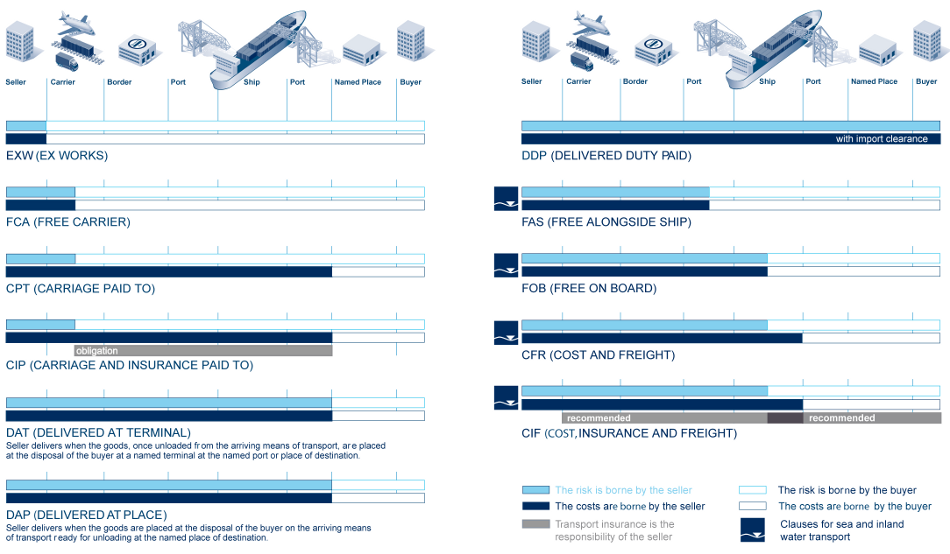 Seller Carrier Border Port Ship Port Named Place Buyer
EXW (EX WORKS)
FCA (FREE CARRIER)
CPT (CARRIAGE PAID TO)
obligation
CIP (CARRIAGE AND INSURANCE PAID TO)
DAT (DELIVERED AT TERMINAL)
Seller delivers when the goods, once unloaded from the arriving means of transport, are placed
at the disposal of the buyer at a named terminal at the named port or place of destination.
DAP (DELIVERED AT PLACE)
Seller delivers when the goods are placed at the disposal of the buyer on the arriving means
of transport ready for unloading at the named place of destination.
Seller Carrier Border Port Ship Port Named Place Buyer
with import clearance
DDP (DELIVERED DUTY PAID)
FAS (FREE ALONGSIDE SHIP)
FOB (FREE ON BOARD)
CFR (COST AND FREIGHT)
recommended recommended
CIF (COST, INSURANCE AND FREIGHT)
The risk is borne by the seller
The costs are borne by the seller
Transport insurance is the
responsibility of the seller
The risk is borne by the buyer
The costs are borne by the buyer
Clauses for sea and inland
water transport